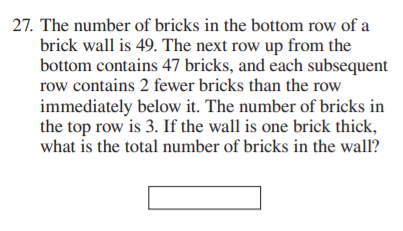 27. The number of bricks in the bottom row of a
brick wall is 49. The next row up from the
bottom contains 47 bricks, and each subsequent
row contains 2 fewer bricks than the row
immediately below it. The number of bricks in
the top row is 3. If the wall is one brick thick,
what is the total number of bricks in the wall?